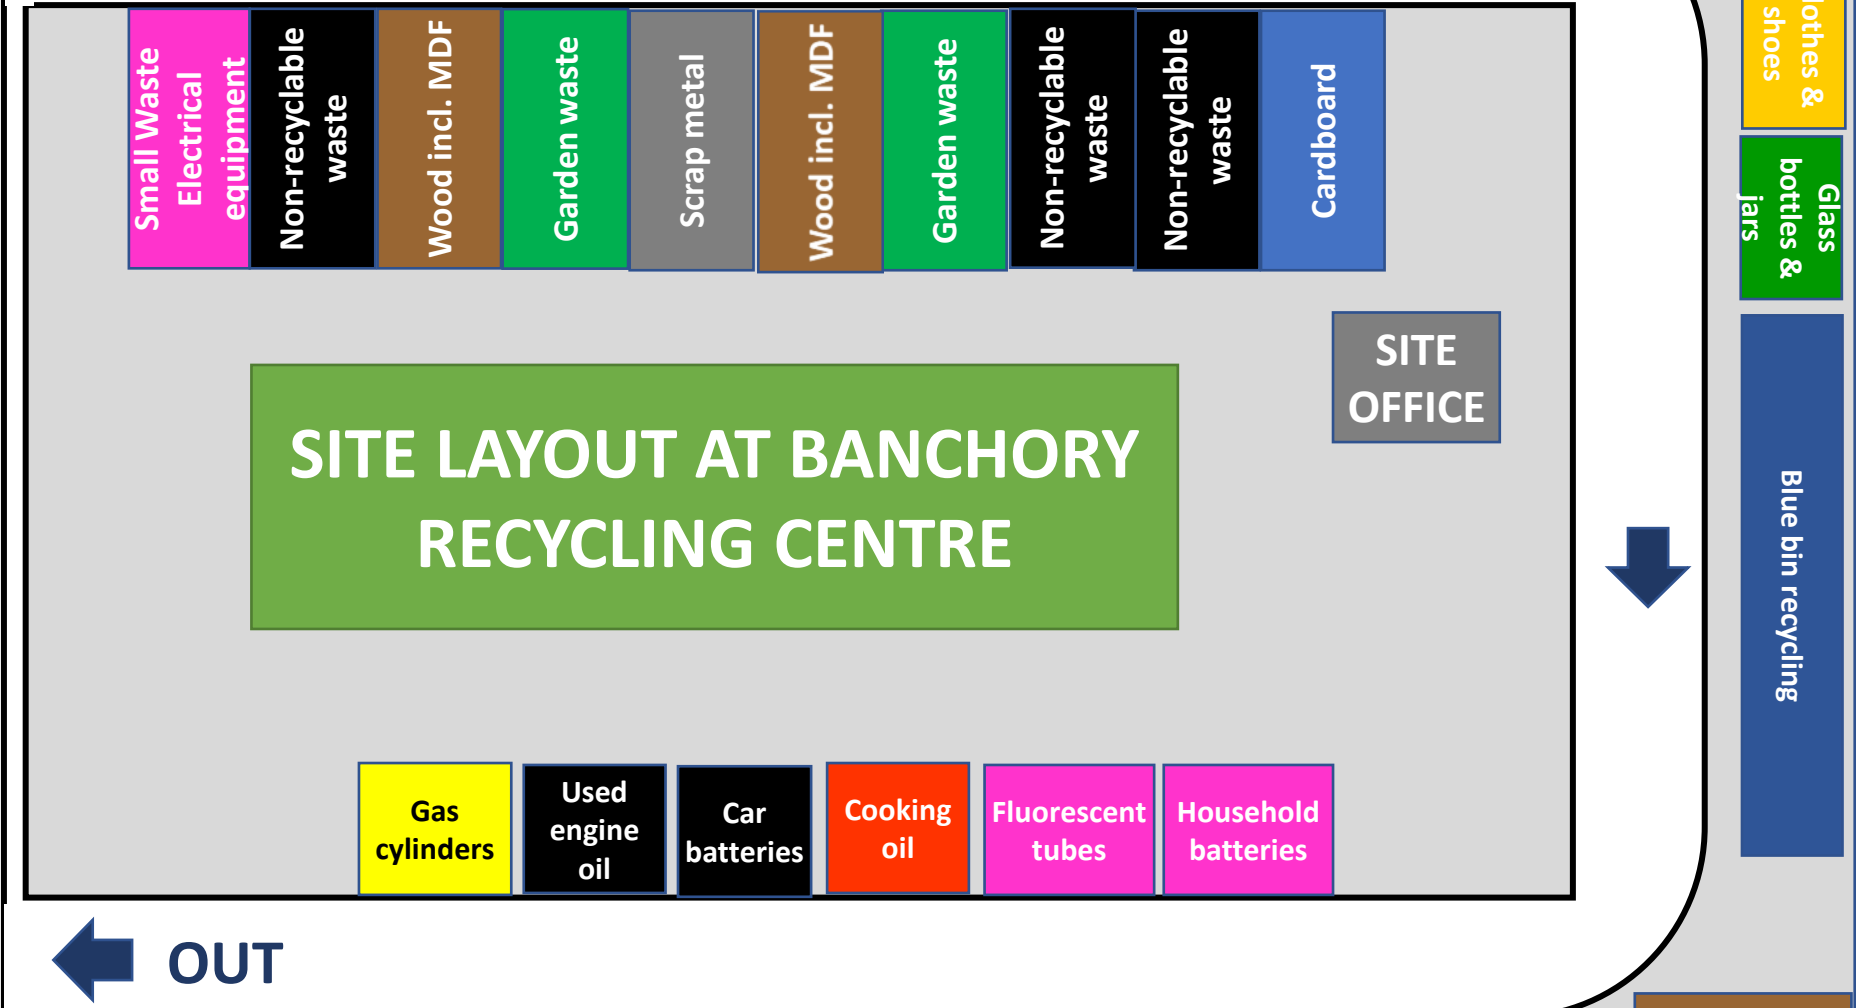 Small Waste
Electrical
equipment
Non-recyclable
waste
Wood incl. MDF
Garden waste
Scrap metal
Wood incl. MDF
Garden waste
Non-recyclable
waste
Non-recyclable
waste
Cardboard
lothes &
shoes
Glass
bottles &
jars
SITE
OFFICE
SITE LAYOUT AT BANCHORY
RECYCLING CENTRE
Blue bin recycling
Gas
cylinders
Used
engine
oil
Car
batteries
Cooking
oil
Fluorescent
tubes
Household
batteries
OUT